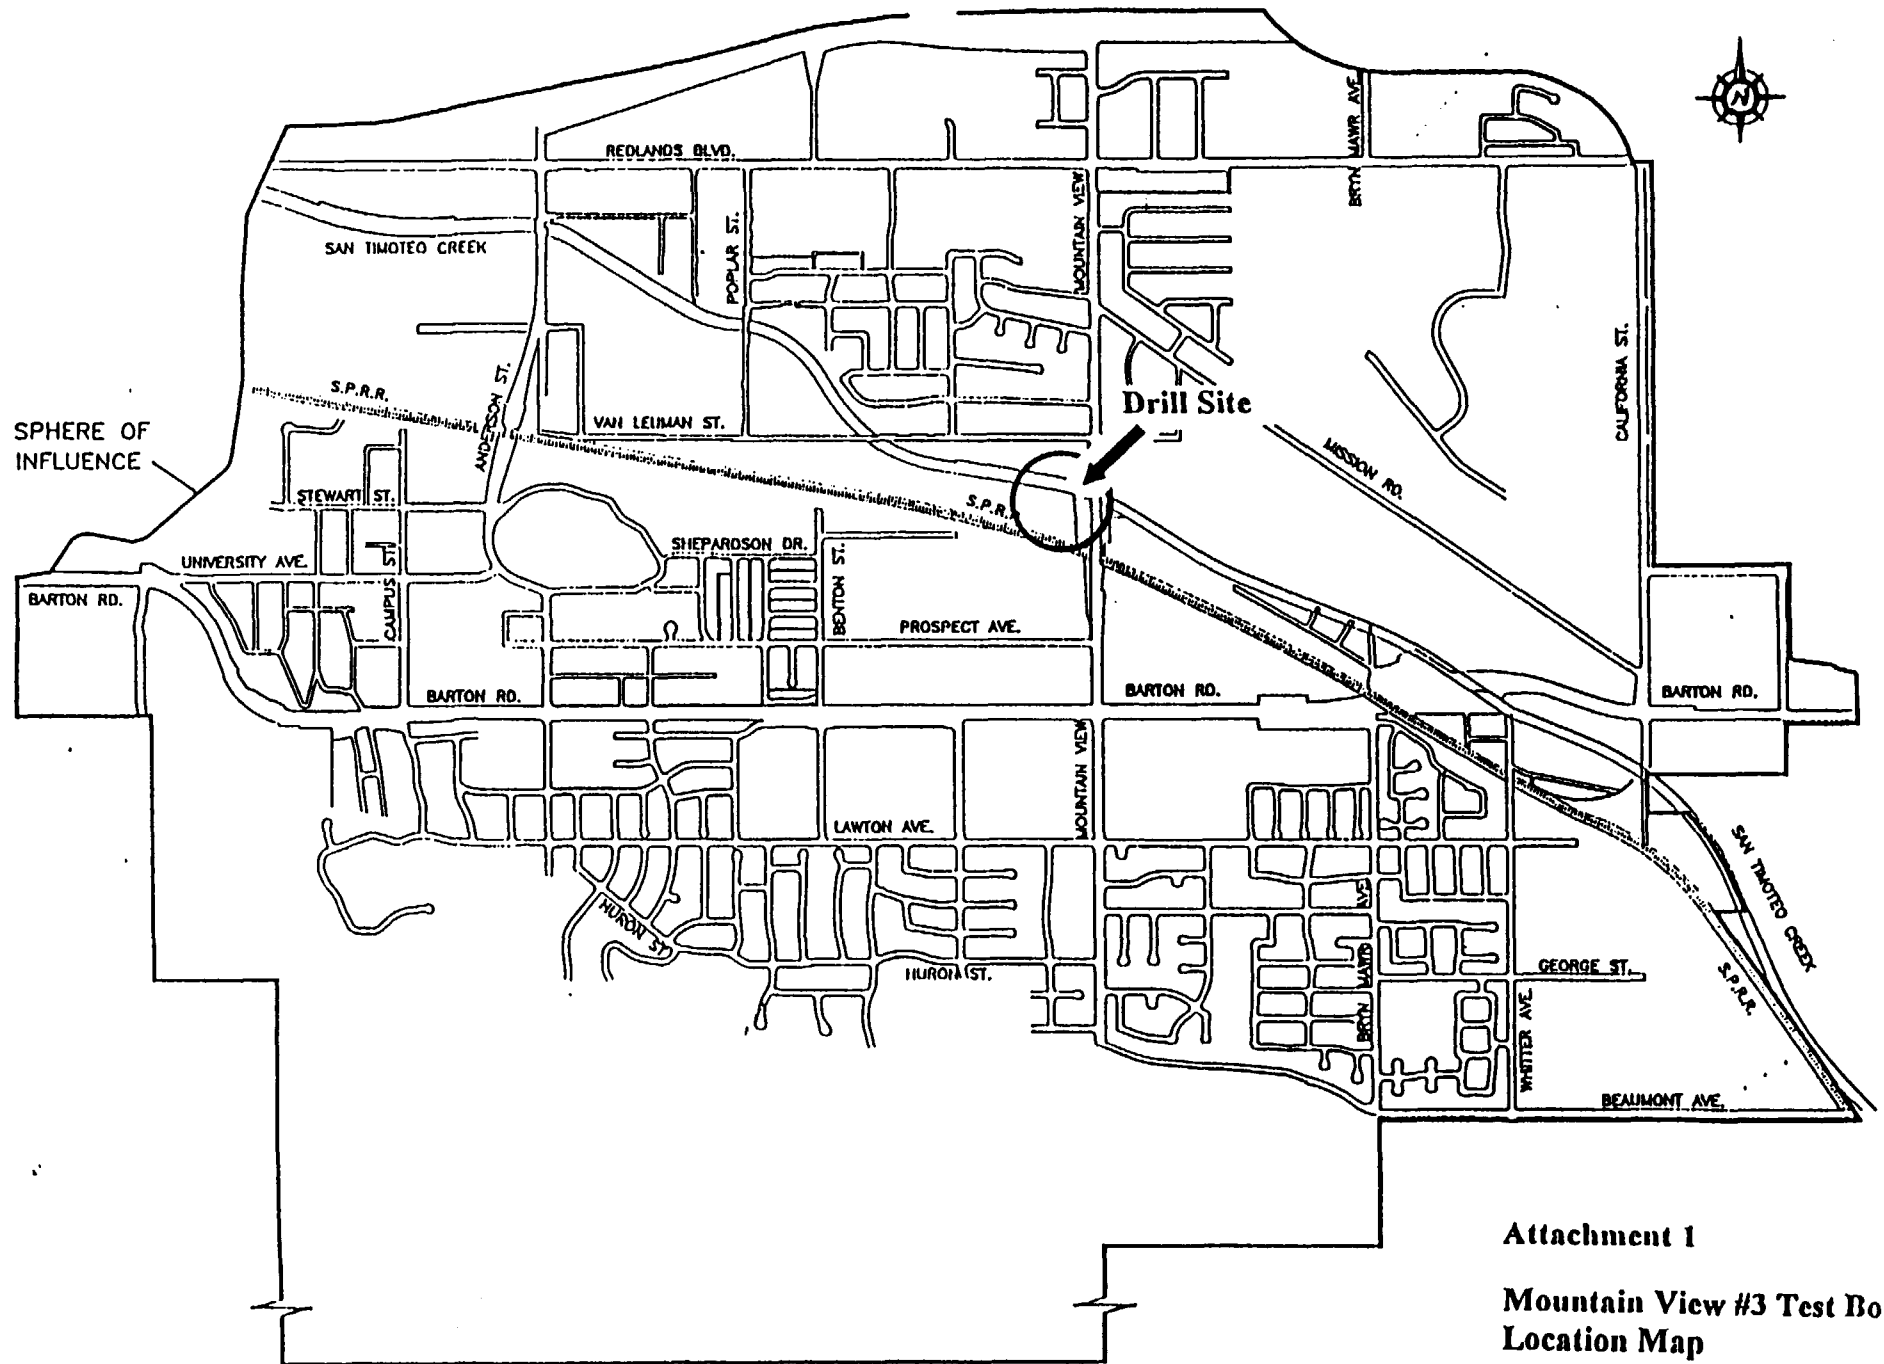 N
BRYN MAWR AVE.
REDLANDS BLVD.
SAN TIMOTEO CREEK
POPLAR ST.
MOUNTAIN VIEW
CALIFORNIA ST.
ANDERSON ST.
S.P.R.R.
Drill Site
VAN LEUMAN ST.
SPHERE OF
INFLUENCE
MISSION RD.
STEWART ST.
S.P.R.
SHEPARDSON DR.
UNIVERSITY AVE.
CAMPUS ST.
BENTON ST.
BARTON RD.
PROSPECT AVE.
BARTON RD.
BARTON RD.
BARTON RD.
MOUNTAIN VIEW
LAWTON AVE.
SAN TIMOTEO CREEK
HURON ST.
BRYN MAWR AVE
HURON ST.
GEORGE ST.
S.P.R.R.
WHITTER AVE.
BEAUMONT AVE.
Attachment 1
Mountain View #3 Test Bo
Location Map